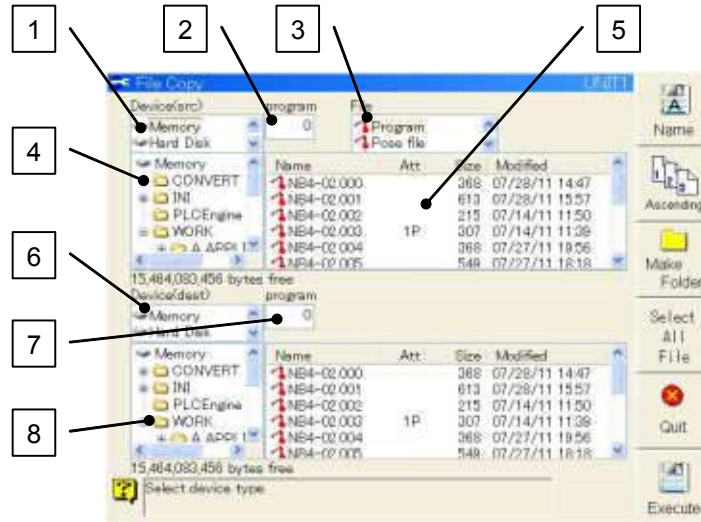 1 2 3 5
File Copy UNIT1
Device(src) program File
Memory 0 Program
Hard Disk Pose file
4
Memory Name Att Size Modified
CONVERT NB4-02.000 368 07/28/11 14:47
INI NB4-02.001 613 07/28/11 15:57
PLCEngine NB4-02.002 215 07/14/11 11:50
WORK NB4-02.003 1P 307 07/14/11 11:39
A APPLI NB4-02.004 368 07/27/11 19:56
NB4-02.005 549 07/27/11 18:18
15,464,083,456 bytes free
6
Device(dest) program
Memory 0
Hard Disk
7
Memory Name Att Size Modified
CONVERT NB4-02.000 368 07/28/11 14:47
INI NB4-02.001 613 07/28/11 15:57
PLCEngine NB4-02.002 215 07/14/11 11:50
8
WORK NB4-02.003 1P 307 07/14/11 11:39
A APPLI NB4-02.004 368 07/27/11 19:56
NB4-02.005 549 07/27/11 18:18
15,464,083,456 bytes free
Select device type
Name
Ascending
Make
Folder
Select
All
File
Quit
Execute